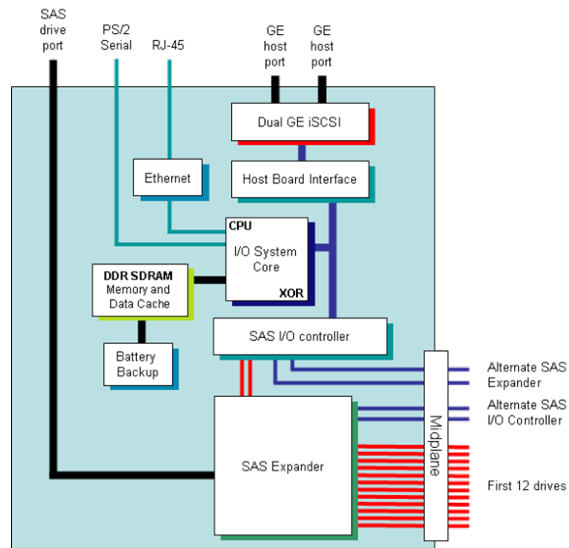 SAS
drive
port
PS/2
Serial
RJ-45
GE
host
port
GE
host
port
Dual GE iSCSI
Ethernet
Host Board Interface
CPU
I/O System
Core
XOR
DDR SDRAM
Memory and
Data Cache
Battery
Backup
SAS I/O controller
Midplane
Alternate SAS
Expander
Alternate SAS
I/O Controller
SAS Expander
First 12 drives